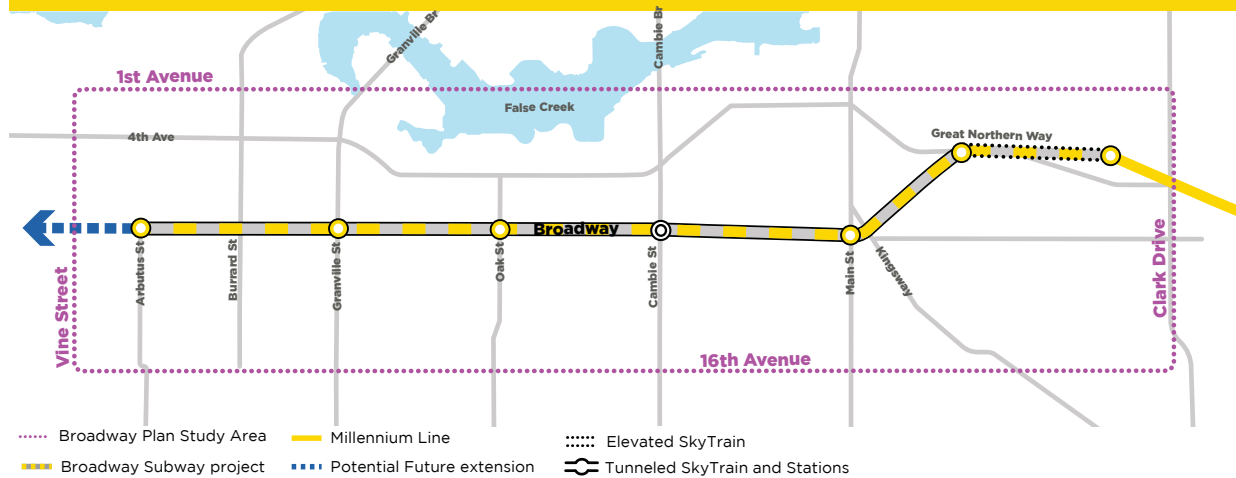 Granville Br
Cambie Br
1st Avenue
False Creek
4th Ave
Great Northern Way
Broadway
Arbutus St
Burrard St
Granville St
Oak St
Cambie St
Main St
Kingsway
Vine Street
Clark Drive
16th Avenue
Broadway Plan Study Area
Millennium Line
Elevated SkyTrain
Broadway Subway project
Potential Future extension
Tunneled SkyTrain and Stations